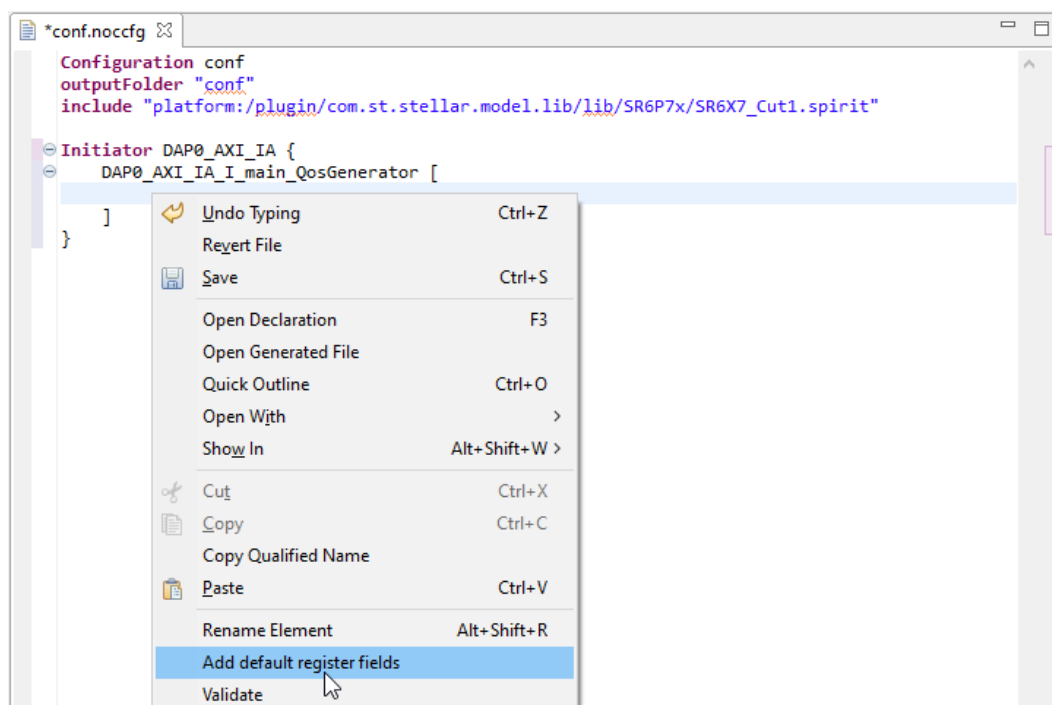 *conf.noccfg
Configuration conf
outputFolder "conf"
include "platform:/plugin/com.st.stellar.model.lib/lib/SR6P7x/SR6X7_Cut1.spirit"
Initiator DAP0_AXI_IA {
DAP0_AXI_IA_I_main_QosGenerator [
]
}
Undo Typing Ctrl+Z
Revert File
Save Ctrl+S
Open Declaration F3
Open Generated File
Quick Outline Ctrl+O
Open With >
Show In Alt+Shift+W >
Cut Ctrl+X
Copy Ctrl+C
Copy Qualified Name
Paste Ctrl+V
Rename Element Alt+Shift+R
Add default register fields
Validate